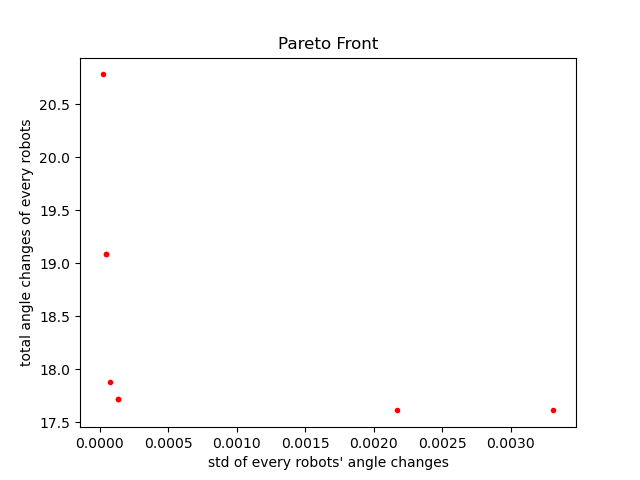 Pareto Front
total angle changes of every robots
20.5
20.0
19.5
19.0
18.5
18.0
17.5
0.0000 0.0005 0.0010 0.0015 0.0020 0.0025 0.0030
std of every robots' angle changes